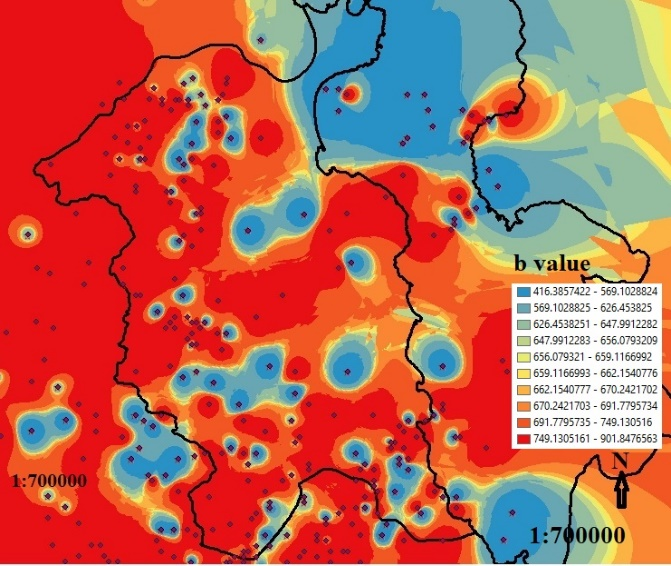 b value
416.3857422 - 569.1028824
569.1028825 - 626.453825
626.4538251 - 647.9912282
647.9912283 - 656.0793209
656.079321 - 659.1166992
659.1166993 - 662.1540776
662.1540777 - 670.2421702
670.2421703 - 691.7795734
691.7795735 - 749.1305156
749.1305161 - 901.8476563
N
1:700000
1:700000